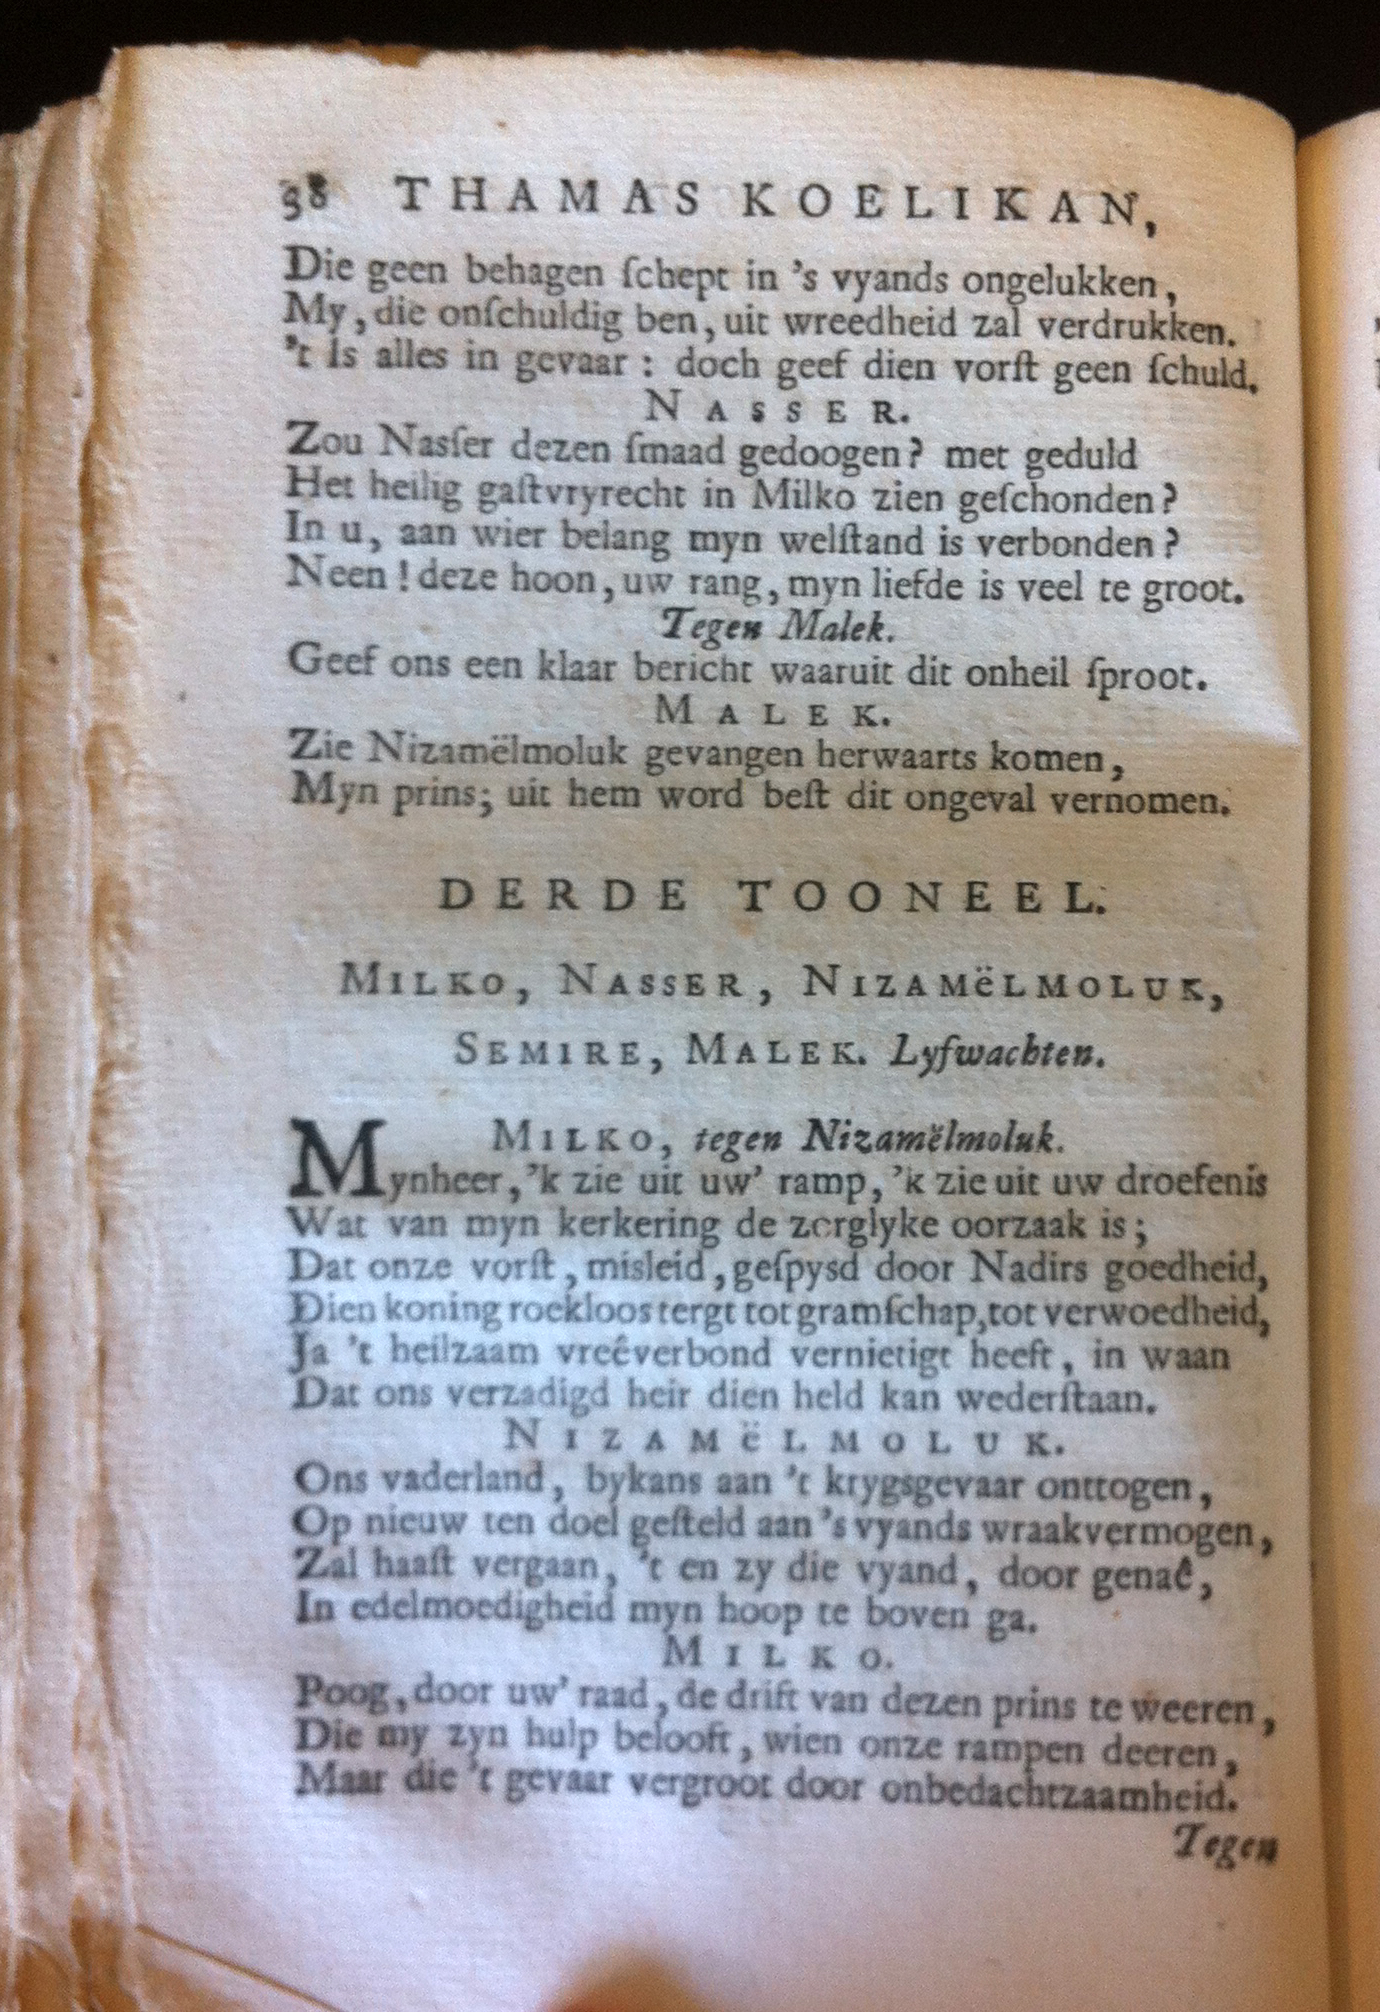 38 THAMAS KOELIKAN,
Die geen behagen ſchept in 's vyands ongelukken,
My, die onſchuldig ben, uit wreedheid zal verdrukken.
't Is alles in gevaar: doch geef dien vorſt geen ſchuld.
NASSER.
Zou Nasſer dezen ſmaad gedoogen? met geduld
Het heilig gaſtvryrecht in Milko zien geſchonden?
In u, aan wier belang myn welſtand is verbonden?
Neen! deze hoon, uw rang, myn liefde is veel te groot.
Tegen Malek.
Geef ons een klaar bericht waaruit dit onheil ſproot.
MALEK.
Zie Nizamëlmoluk gevangen herwaarts komen,
Myn prins; uit hem word beſt dit ongeval vernomen.
DERDE TOONEEL.
MILKO, NASSER, NIZAMëLMOLUK,
SEMIRE, MALEK. Lyfwachten.
MILKO, tegen Nizamëlmoluk.
Mynheer, 'k zie uit uw' ramp, 'k zie uit uw droefenis
Wat van myn kerkering de zorglyke oorzaak is;
Dat onze vorſt, misleid, geſpysd door Nadirs goedheid,
Dien koning roekloos tergt tot gramſchap, tot verwoedheid,
Ja 't heilzaam vreêverbond vernietigt heeft, in waan
Dat ons verzadigd heir dien held kan wederſtaan.
NIZAMëLMOLUK.
Ons vaderland, bykans aan 't krygsgevaar onttogen,
Op nieuw ten doel geſteld aan 's vyands wraakvermogen,
Zal haaſt vergaan, 't en zy die vyand, door genaê,
In edelmoedigheid myn hoop te boven ga.
MILKO.
Poog, door uw' raad, de drift van dezen prins te weeren,
Die my zyn hulp belooft, wien onze rampen deeren,
Maar die 't gevaar vergroot door onbedachtzaamheid.
Tegen